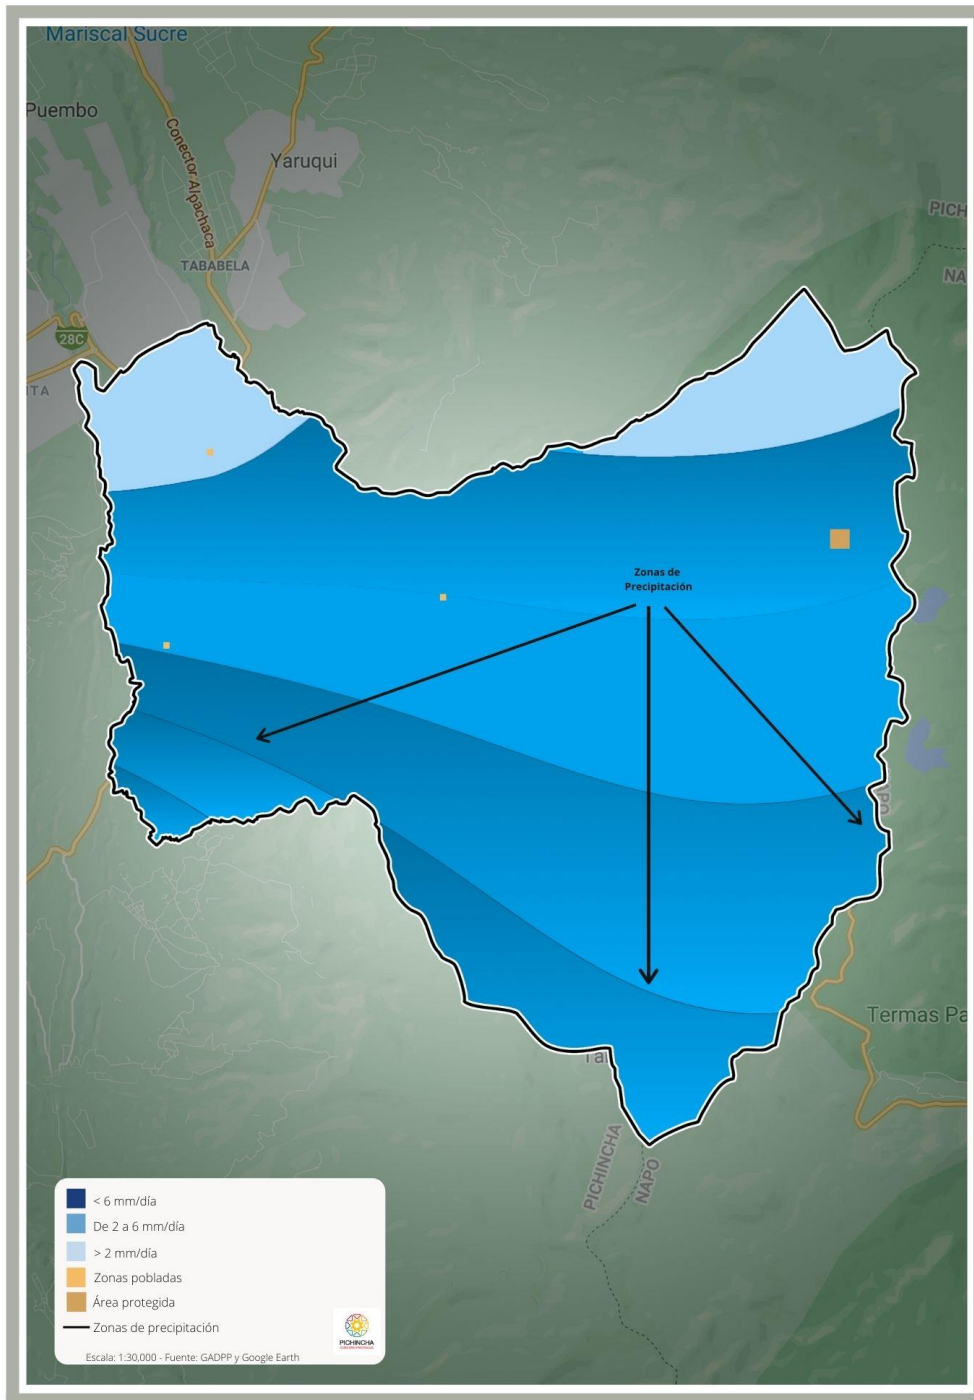 Mariscal Sucre
Puembo
Conector Alpachaca
Yaruqui
PICH
TABABELA
NA
28C
ITA
Zonas de
Precipitación
Termas Pa
PICHINCHA
NAPO
< 6 mm/día
De 2 a 6 mm/día
> 2 mm/día
Zonas pobladas
Área protegida
Zonas de precipitación
PICHINCHA
Escala: 1:30,000 - Fuente: GADPP y Google Earth